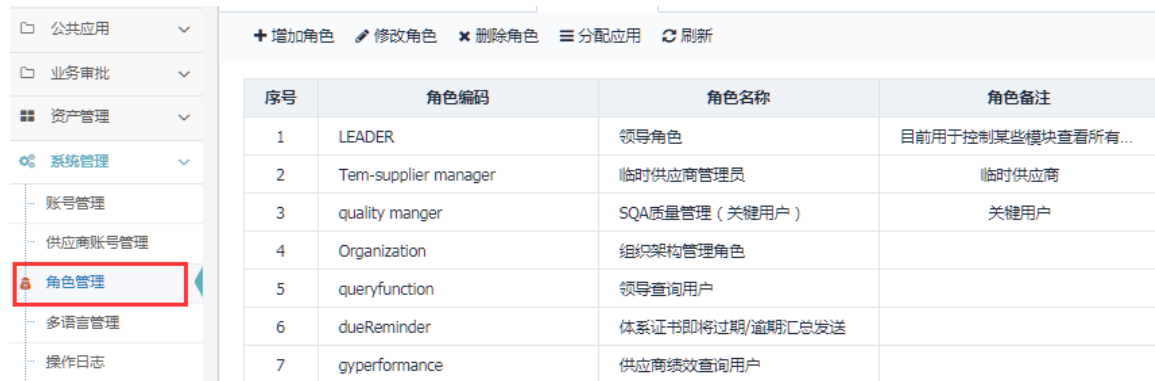 公共应用
业务审批
资产管理
系统管理
账号管理
供应商账号管理
角色管理
多语言管理
操作日志
增加角色 修改角色 删除角色 分配应用 刷新
序号 角色编码 角色名称 角色备注
1 LEADER 领导角色 目前用于控制某些模块查看所有...
2 Tem-supplier manager 临时供应商管理员 临时供应商
3 quality manger SQA质量管理（关键用户） 关键用户
4 Organization 组织架构管理角色
5 queryfunction 领导查询用户
6 dueReminder 体系证书即将过期/逾期汇总发送
7 gyperformance 供应商绩效查询用户